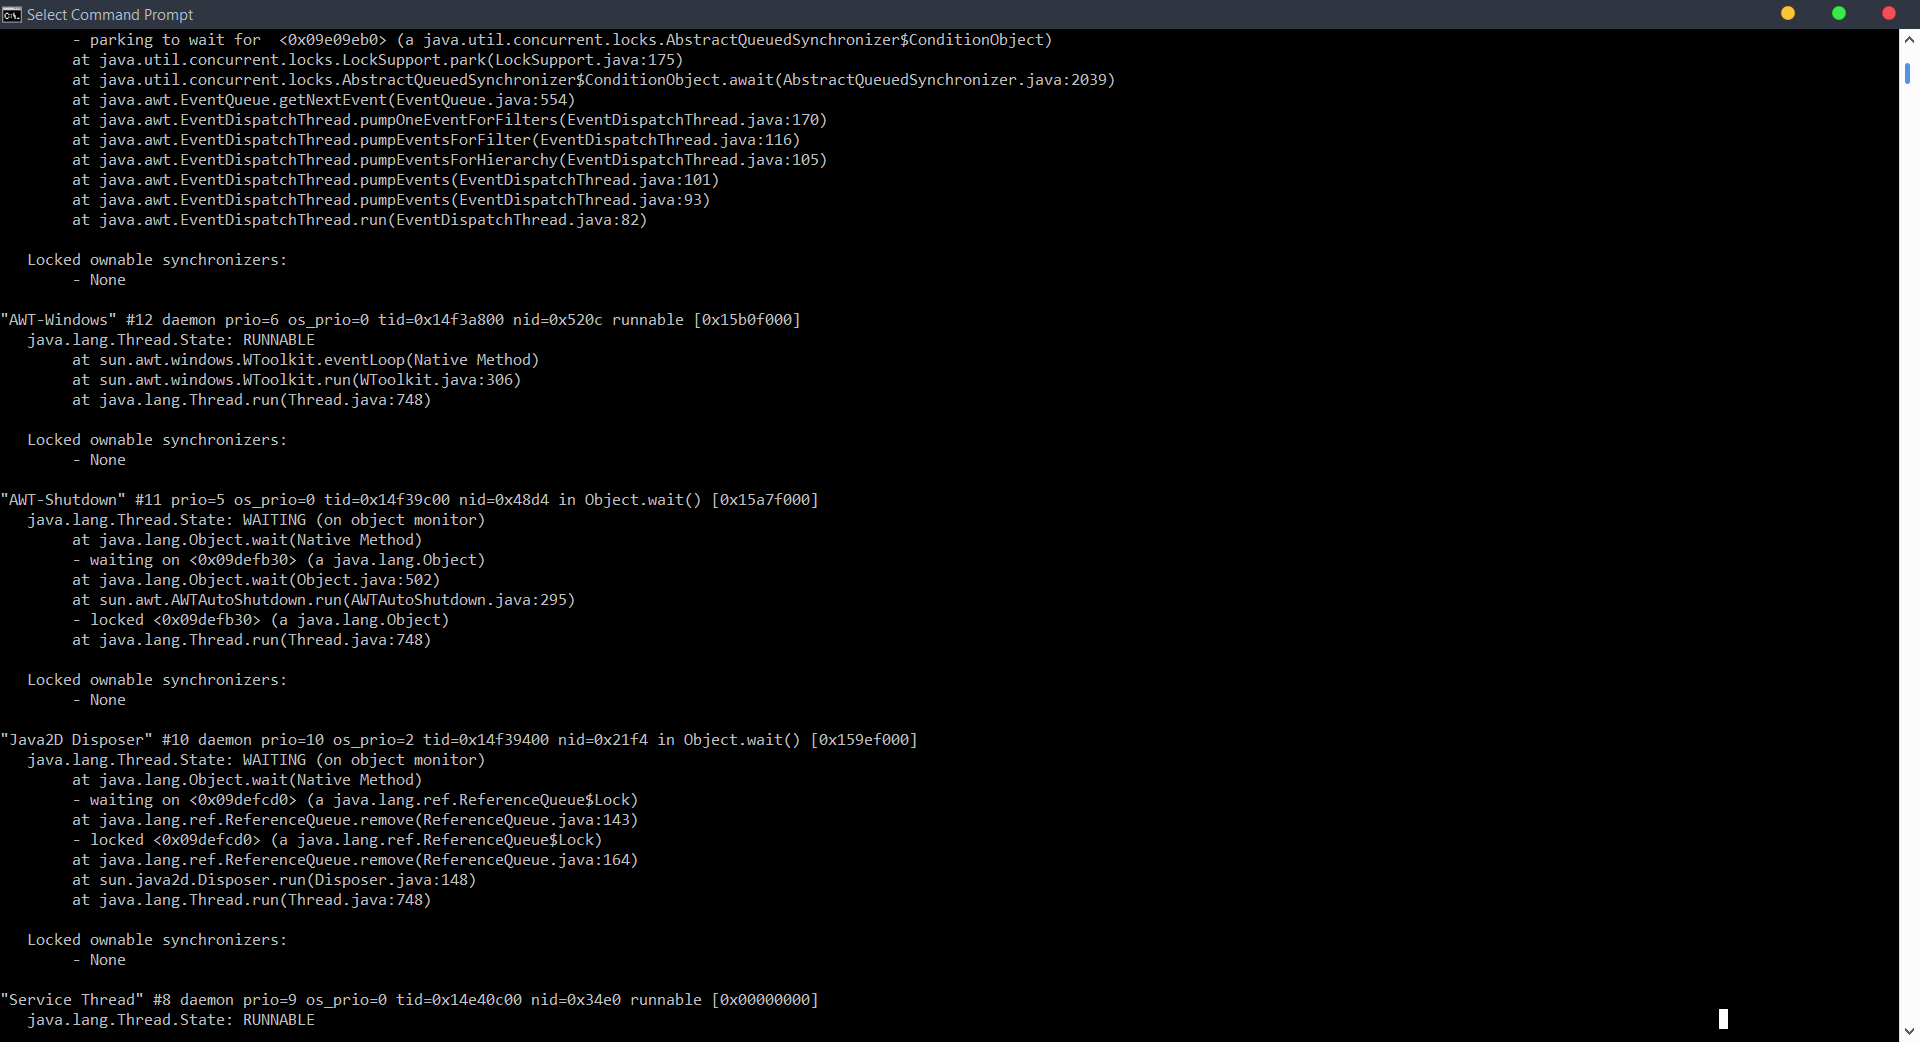 Select Command Prompt
- parking to wait for  <0x09e09eb0> (a java.util.concurrent.locks.AbstractQueuedSynchronizer$ConditionObject)
at java.util.concurrent.locks.LockSupport.park(LockSupport.java:175)
at java.util.concurrent.locks.AbstractQueuedSynchronizer$ConditionObject.await(AbstractQueuedSynchronizer.java:2039)
at java.awt.EventQueue.getNextEvent(EventQueue.java:554)
at java.awt.EventDispatchThread.pumpOneEventForFilters(EventDispatchThread.java:170)
at java.awt.EventDispatchThread.pumpEventsForFilter(EventDispatchThread.java:116)
at java.awt.EventDispatchThread.pumpEventsForHierarchy(EventDispatchThread.java:105)
at java.awt.EventDispatchThread.pumpEvents(EventDispatchThread.java:101)
at java.awt.EventDispatchThread.pumpEvents(EventDispatchThread.java:93)
at java.awt.EventDispatchThread.run(EventDispatchThread.java:82)
Locked ownable synchronizers:
- None
"AWT-Windows" #12 daemon prio=6 os_prio=0 tid=0x14f3a800 nid=0x520c runnable [0x15b0f000]
java.lang.Thread.State: RUNNABLE
at sun.awt.windows.WToolkit.eventLoop(Native Method)
at sun.awt.windows.WToolkit.run(WToolkit.java:306)
at java.lang.Thread.run(Thread.java:748)
Locked ownable synchronizers:
- None
"AWT-Shutdown" #11 prio=5 os_prio=0 tid=0x14f39c00 nid=0x48d4 in Object.wait() [0x15a7f000]
java.lang.Thread.State: WAITING (on object monitor)
at java.lang.Object.wait(Native Method)
- waiting on <0x09defb30> (a java.lang.Object)
at java.lang.Object.wait(Object.java:502)
at sun.awt.AWTAutoShutdown.run(AWTAutoShutdown.java:295)
- locked <0x09defb30> (a java.lang.Object)
at java.lang.Thread.run(Thread.java:748)
Locked ownable synchronizers:
- None
"Java2D Disposer" #10 daemon prio=10 os_prio=2 tid=0x14f39400 nid=0x21f4 in Object.wait() [0x159ef000]
java.lang.Thread.State: WAITING (on object monitor)
at java.lang.Object.wait(Native Method)
- waiting on <0x09defcd0> (a java.lang.ref.ReferenceQueue$Lock)
at java.lang.ref.ReferenceQueue.remove(ReferenceQueue.java:143)
- locked <0x09defcd0> (a java.lang.ref.ReferenceQueue$Lock)
at java.lang.ref.ReferenceQueue.remove(ReferenceQueue.java:164)
at sun.java2d.Disposer.run(Disposer.java:148)
at java.lang.Thread.run(Thread.java:748)
Locked ownable synchronizers:
- None
"Service Thread" #8 daemon prio=9 os_prio=0 tid=0x14e40c00 nid=0x34e0 runnable [0x00000000]
java.lang.Thread.State: RUNNABLE